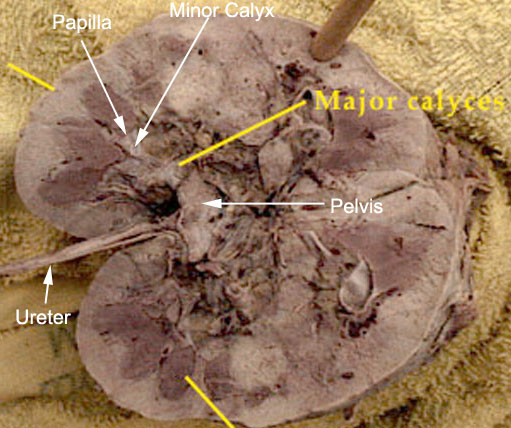 Minor Calyx
Papilla
Major calyces
Pelvis
Ureter